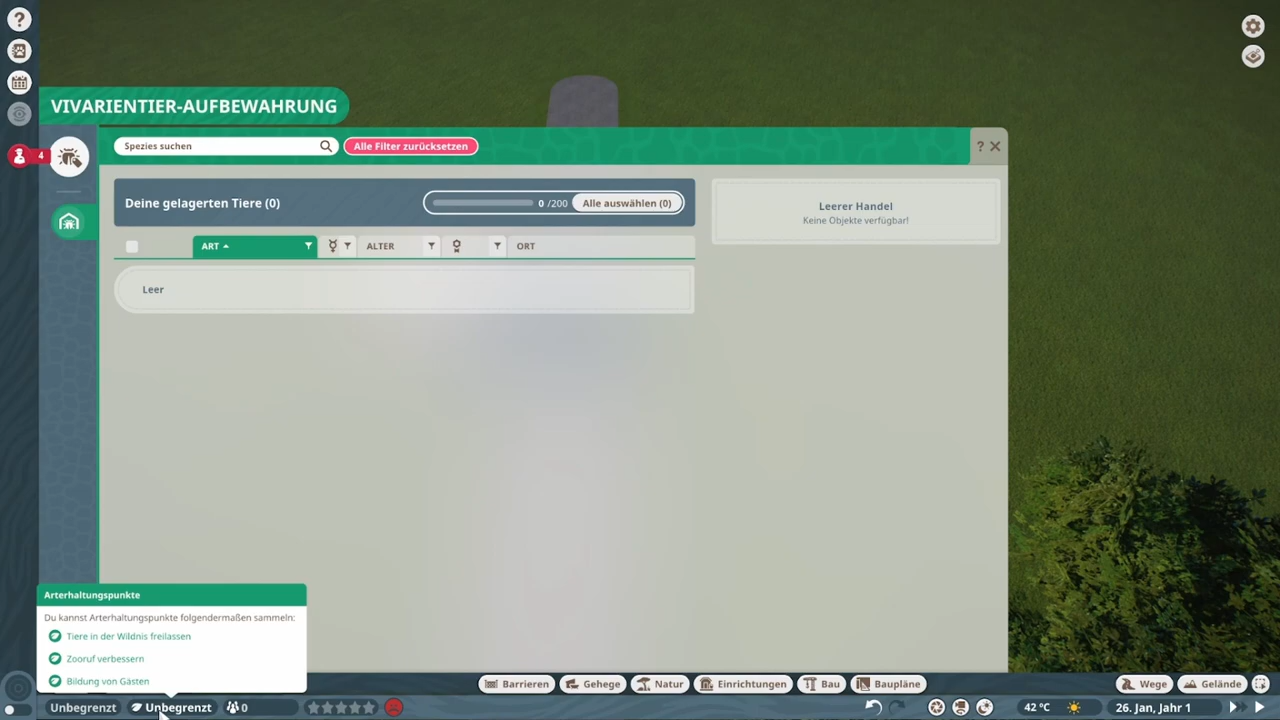 ?
VIVARIENTIER-AUFBEWAHRUNG
4
Spezies suchen
Alle Filter zurücksetzen
?
Deine gelagerten Tiere (0)
0 /200
Alle auswählen (0)
Leerer Handel
Keine Objekte verfügbar!
ART
ALTER
ORT
Leer
Arterhaltungspunkte
Du kannst Arterhaltungspunkte folgendermaßen sammeln:
Tiere in der Wildnis freilassen
Zooruf verbessern
Bildung von Gästen
Barrieren
Gehege
Natur
Einrichtungen
Bau
Baupläne
Wege
Gelände
Unbegrenzt
Unbegrenzt
0
42 °C
26. Jan, Jahr 1